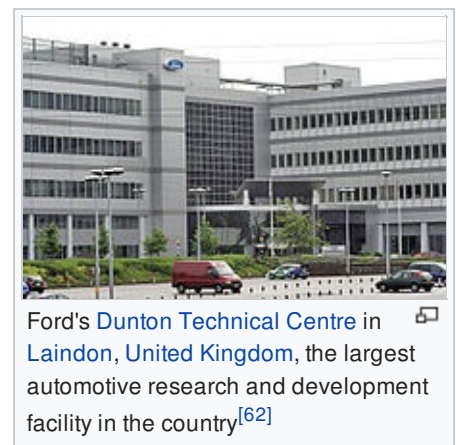 Ford
Ford's Dunton Technical Centre in
Laindon, United Kingdom, the largest
automotive research and development
facility in the country[62]